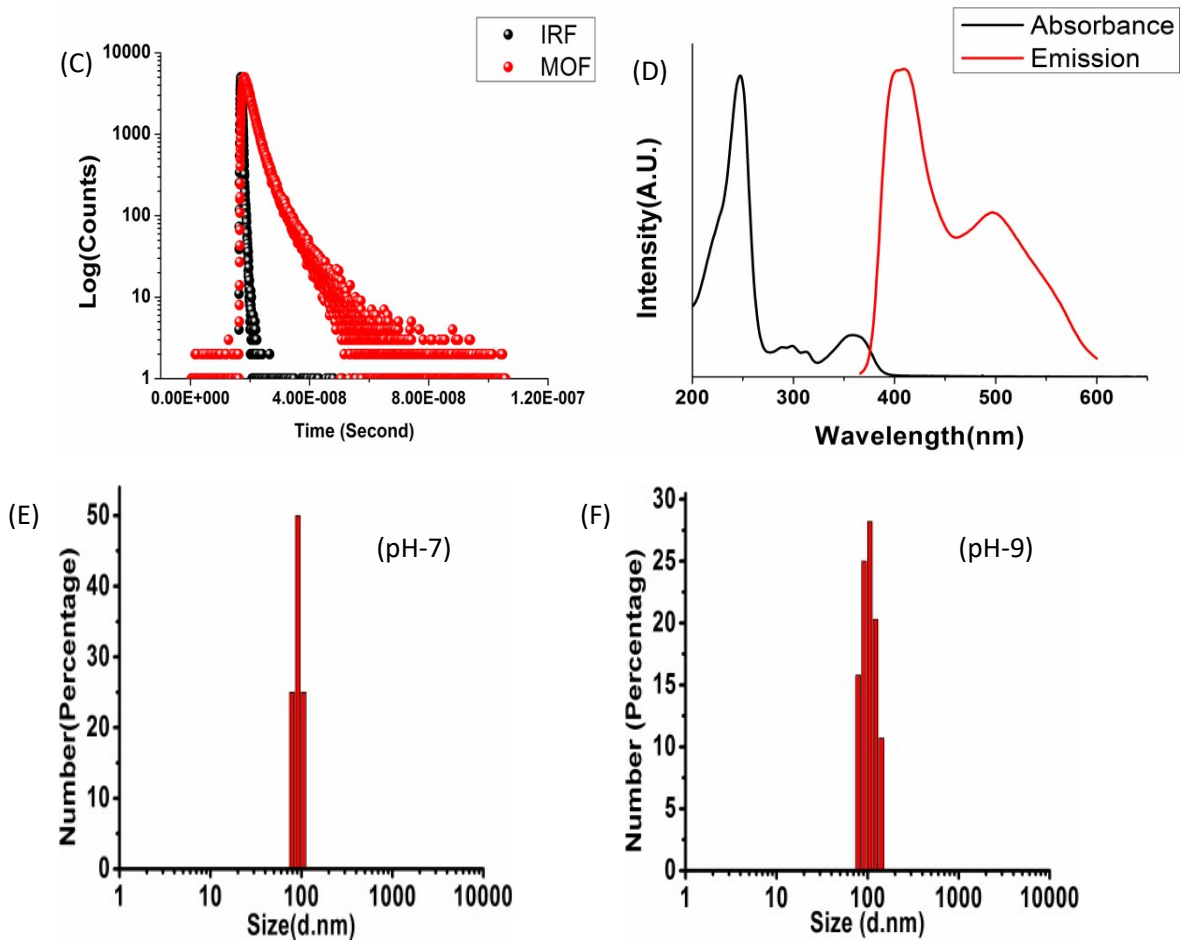 (C)
IRF
MOF
10000
1000
100
10
1
Log(Counts)
0.00E+000
4.00E-008
8.00E-008
1.20E-007
Time (Second)
(D)
Absorbance
Emission
Intensity(A.U.)
200
300
400
500
600
Wavelength(nm)
(E)
(pH-7)
50
40
30
20
10
0
Number(Percentage)
1
10
100
1000
10000
Size(d.nm)
(F)
(pH-9)
30
25
20
15
10
5
0
Number (Percentage)
1
10
100
1000
10000
Size (d.nm)